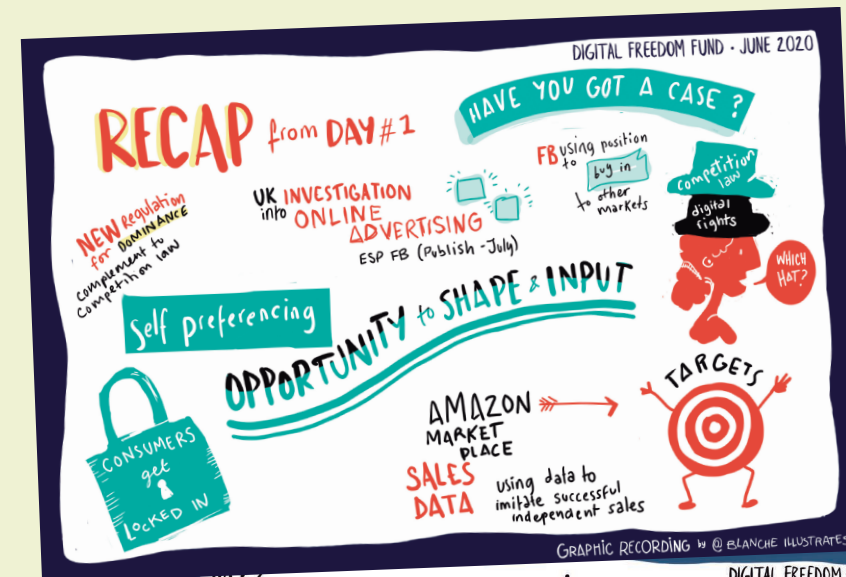 DIGITAL FREEDOM FUND · JUNE 2020
RECAP from DAY #1
HAVE YOU GOT A CASE?
NEW Regulation
for DOMINANCE
complement to
Competition law
UK INVESTIGATION
into ONLINE
ADVERTISING
ESP FB (Publish - July)
FB using position
to buy in
to other
markets
competition
law
digital
rights
WHICH
HAT?
Self preferencing
OPPORTUNITY to SHAPE & INPUT
CONSUMERS
get
LOCKED IN
AMAZON
MARKET
PLACE
SALES
DATA
using data to
imitate successful
independent sales
TARGETS
GRAPHIC RECORDING by @ BLANCHE ILLUSTRATES
DIGITAL FREEDOM